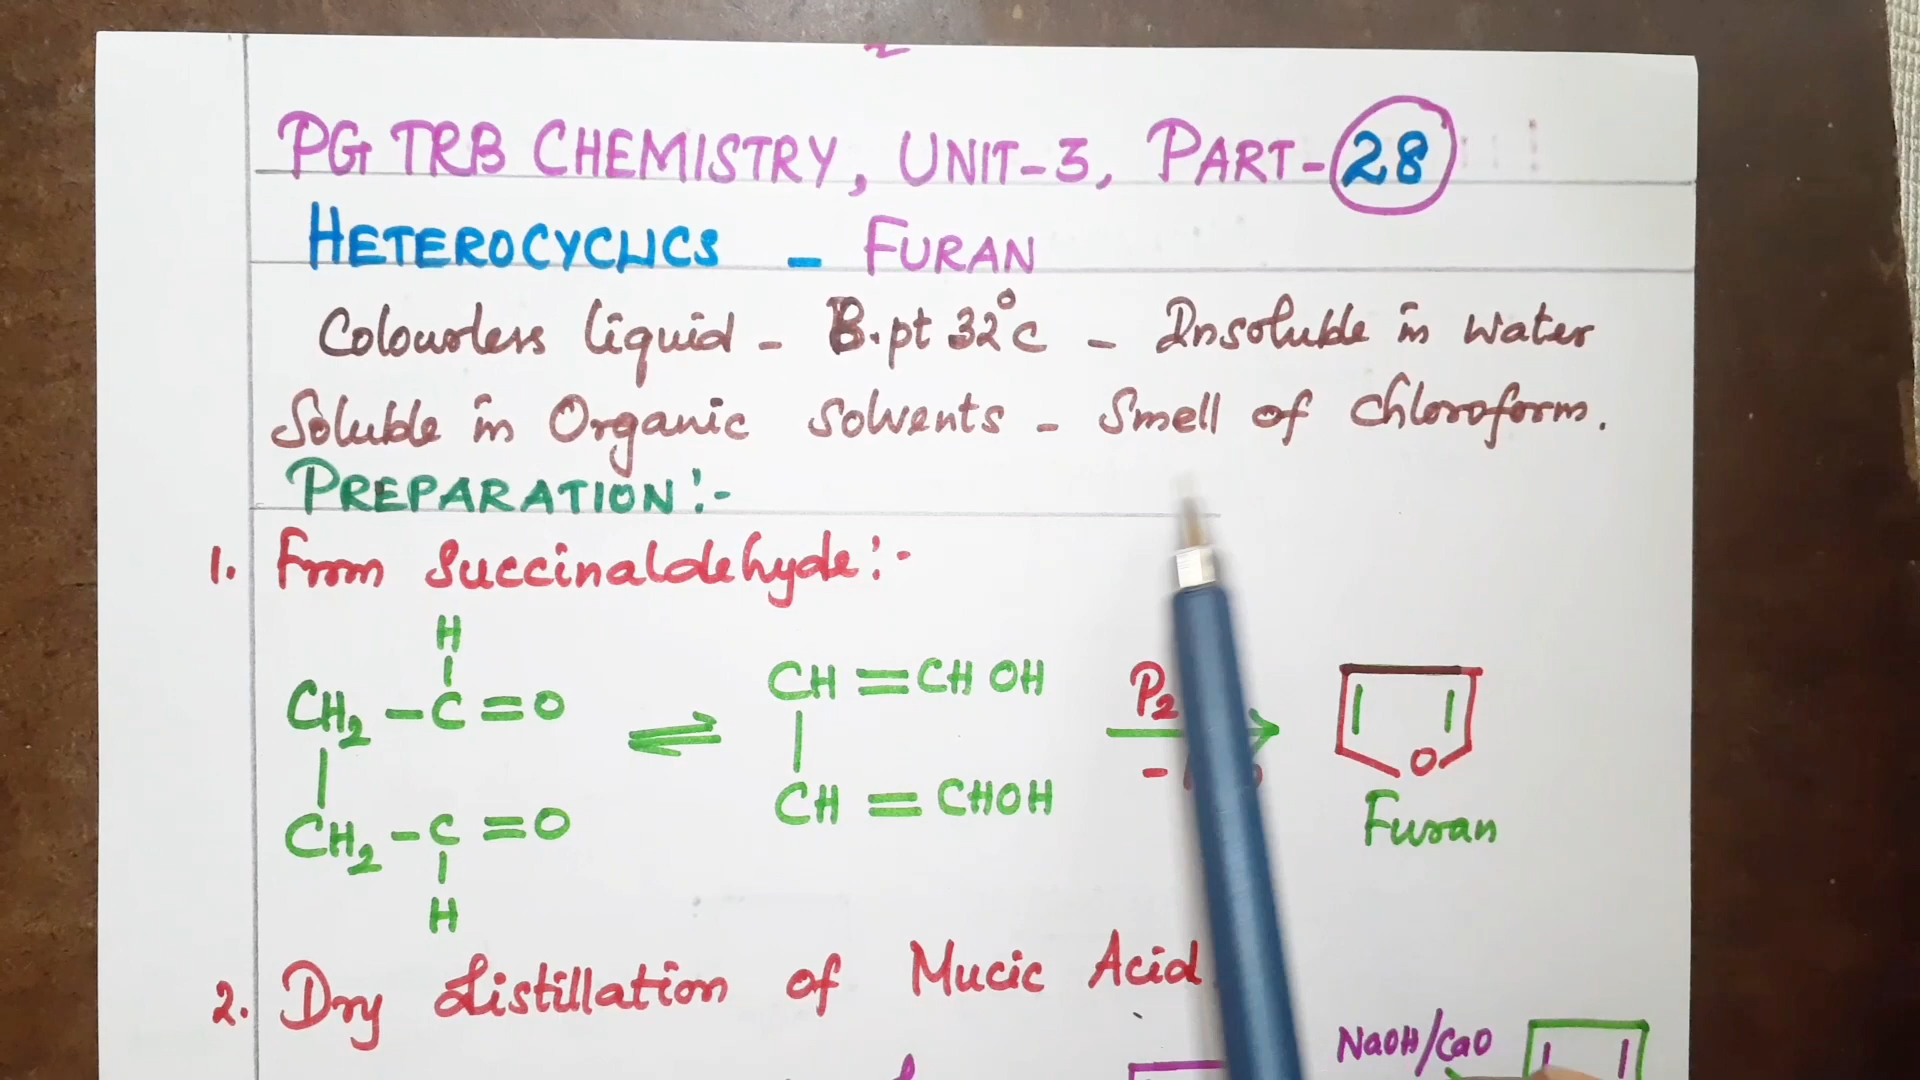 PG TRB CHEMISTRY, UNIT-3, PART-28
HETEROCYCLICS - FURAN
Colourless liquid - B.pt 32°c - Insoluble in water
Soluble in Organic solvents - Smell of chloroform.
PREPARATION:-
1. From Succinaldehyde:-
H
CH2 - C = O
CH = CH OH
P2
O
CH2 - C = O
CH = CHOH
-
Furan
H
2. Dry distillation of Mucic Acid
NaOH/CaO